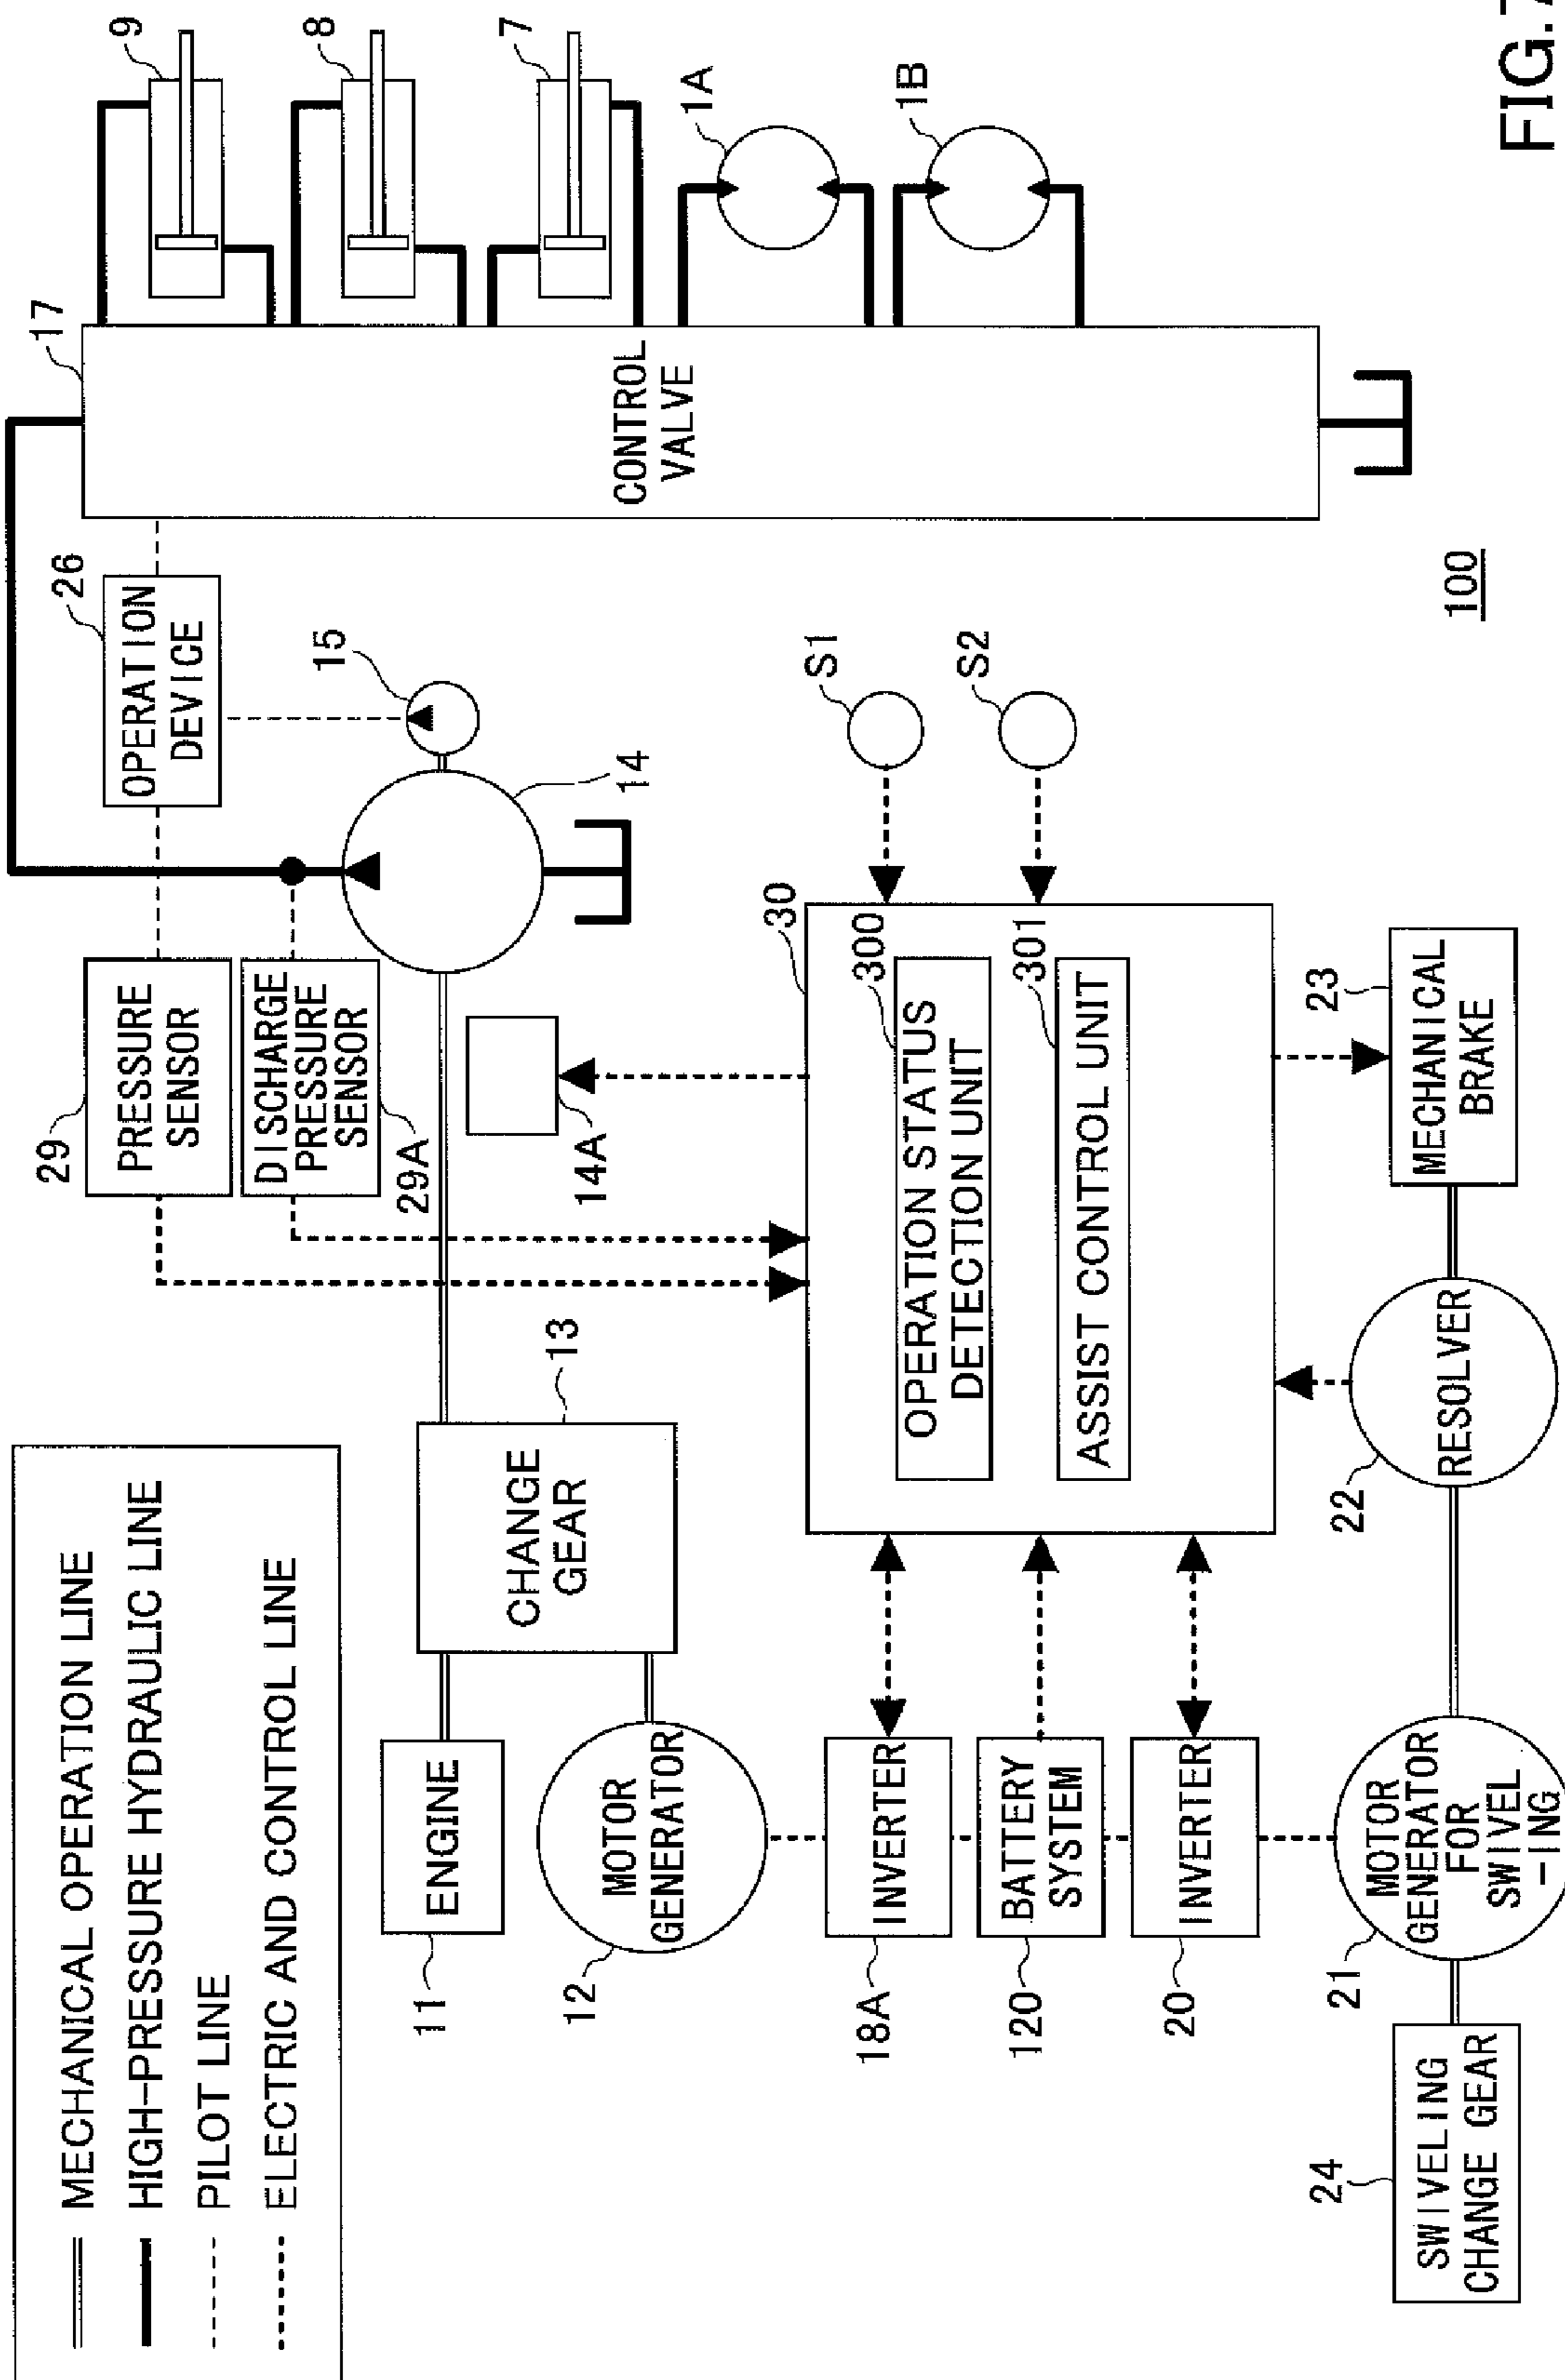 MECHANICAL OPERATION LINE
HIGH-PRESSURE HYDRAULIC LINE
PILOT LINE
ELECTRIC AND CONTROL LINE
29
PRESSURE
SENSOR
DISCHARGE
PRESSURE
SENSOR
29A
26
OPERATION
DEVICE
15
14
14A
17
CONTROL
VALVE
9
8
7
1A
1B
11
ENGINE
12
MOTOR
GENERATOR
CHANGE
GEAR
13
30
300
OPERATION STATUS
DETECTION UNIT
301
ASSIST CONTROL UNIT
S1
S2
18A
INVERTER
120
BATTERY
SYSTEM
20
INVERTER
21
MOTOR
GENERATOR
FOR
SWIVEL
-ING
22
RESOLVER
23
MECHANICAL
BRAKE
24
SWIVELING
CHANGE GEAR
100
FIG.7